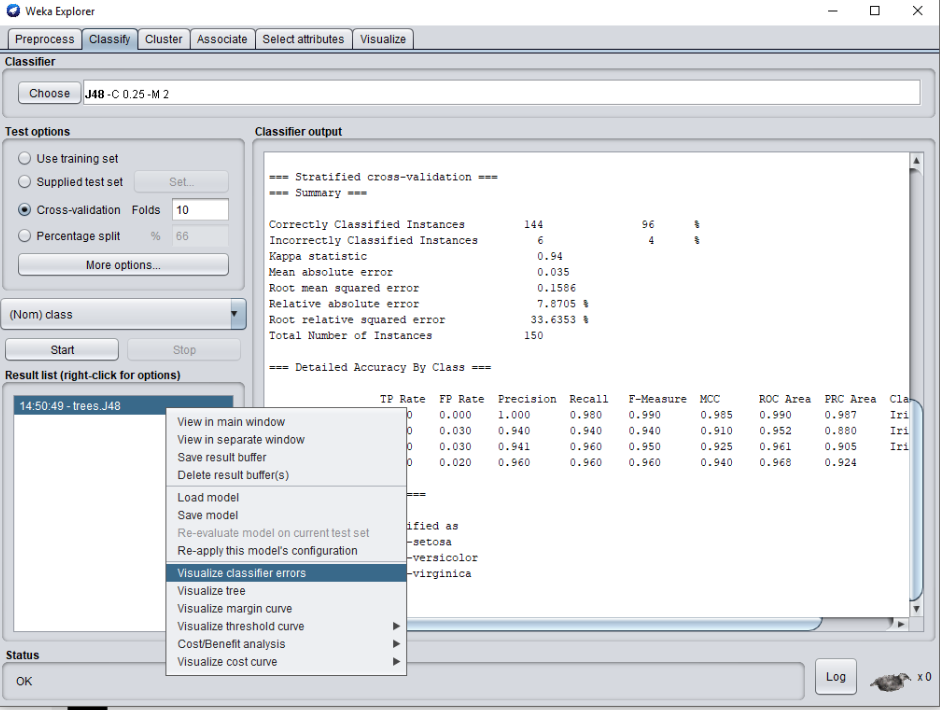 Weka Explorer
Preprocess Classify Cluster Associate Select attributes Visualize
Classifier
Choose J48 -C 0.25 -M 2
Test options
Use training set
Supplied test set Set...
Cross-validation Folds 10
Percentage split % 66
More options...
(Nom) class
Start Stop
Result list (right-click for options)
14:50:49 - trees.J48
View in main window
View in separate window
Save result buffer
Delete result buffer(s)
Load model
Save model
Re-evaluate model on current test set
Re-apply this model's configuration
Visualize classifier errors
Visualize tree
Visualize margin curve
Visualize threshold curve
Cost/Benefit analysis
Visualize cost curve
Classifier output
=== Stratified cross-validation ===
=== Summary ===
Correctly Classified Instances 144 96 %
Incorrectly Classified Instances 6 4 %
Kappa statistic 0.94
Mean absolute error 0.035
Root mean squared error 0.1586
Relative absolute error 7.8705 %
Root relative squared error 33.6353 %
Total Number of Instances 150
=== Detailed Accuracy By Class ===
TP Rate FP Rate Precision Recall F-Measure MCC ROC Area PRC Area Cla
0 0.000 1.000 0.980 0.990 0.985 0.990 0.987 Iri
0 0.030 0.940 0.940 0.940 0.910 0.952 0.880 Iri
0 0.030 0.941 0.960 0.950 0.925 0.961 0.905 Iri
0 0.020 0.960 0.960 0.960 0.940 0.968 0.924
===
ified as
-setosa
-versicolor
-virginica
Status
OK
Log
x 0